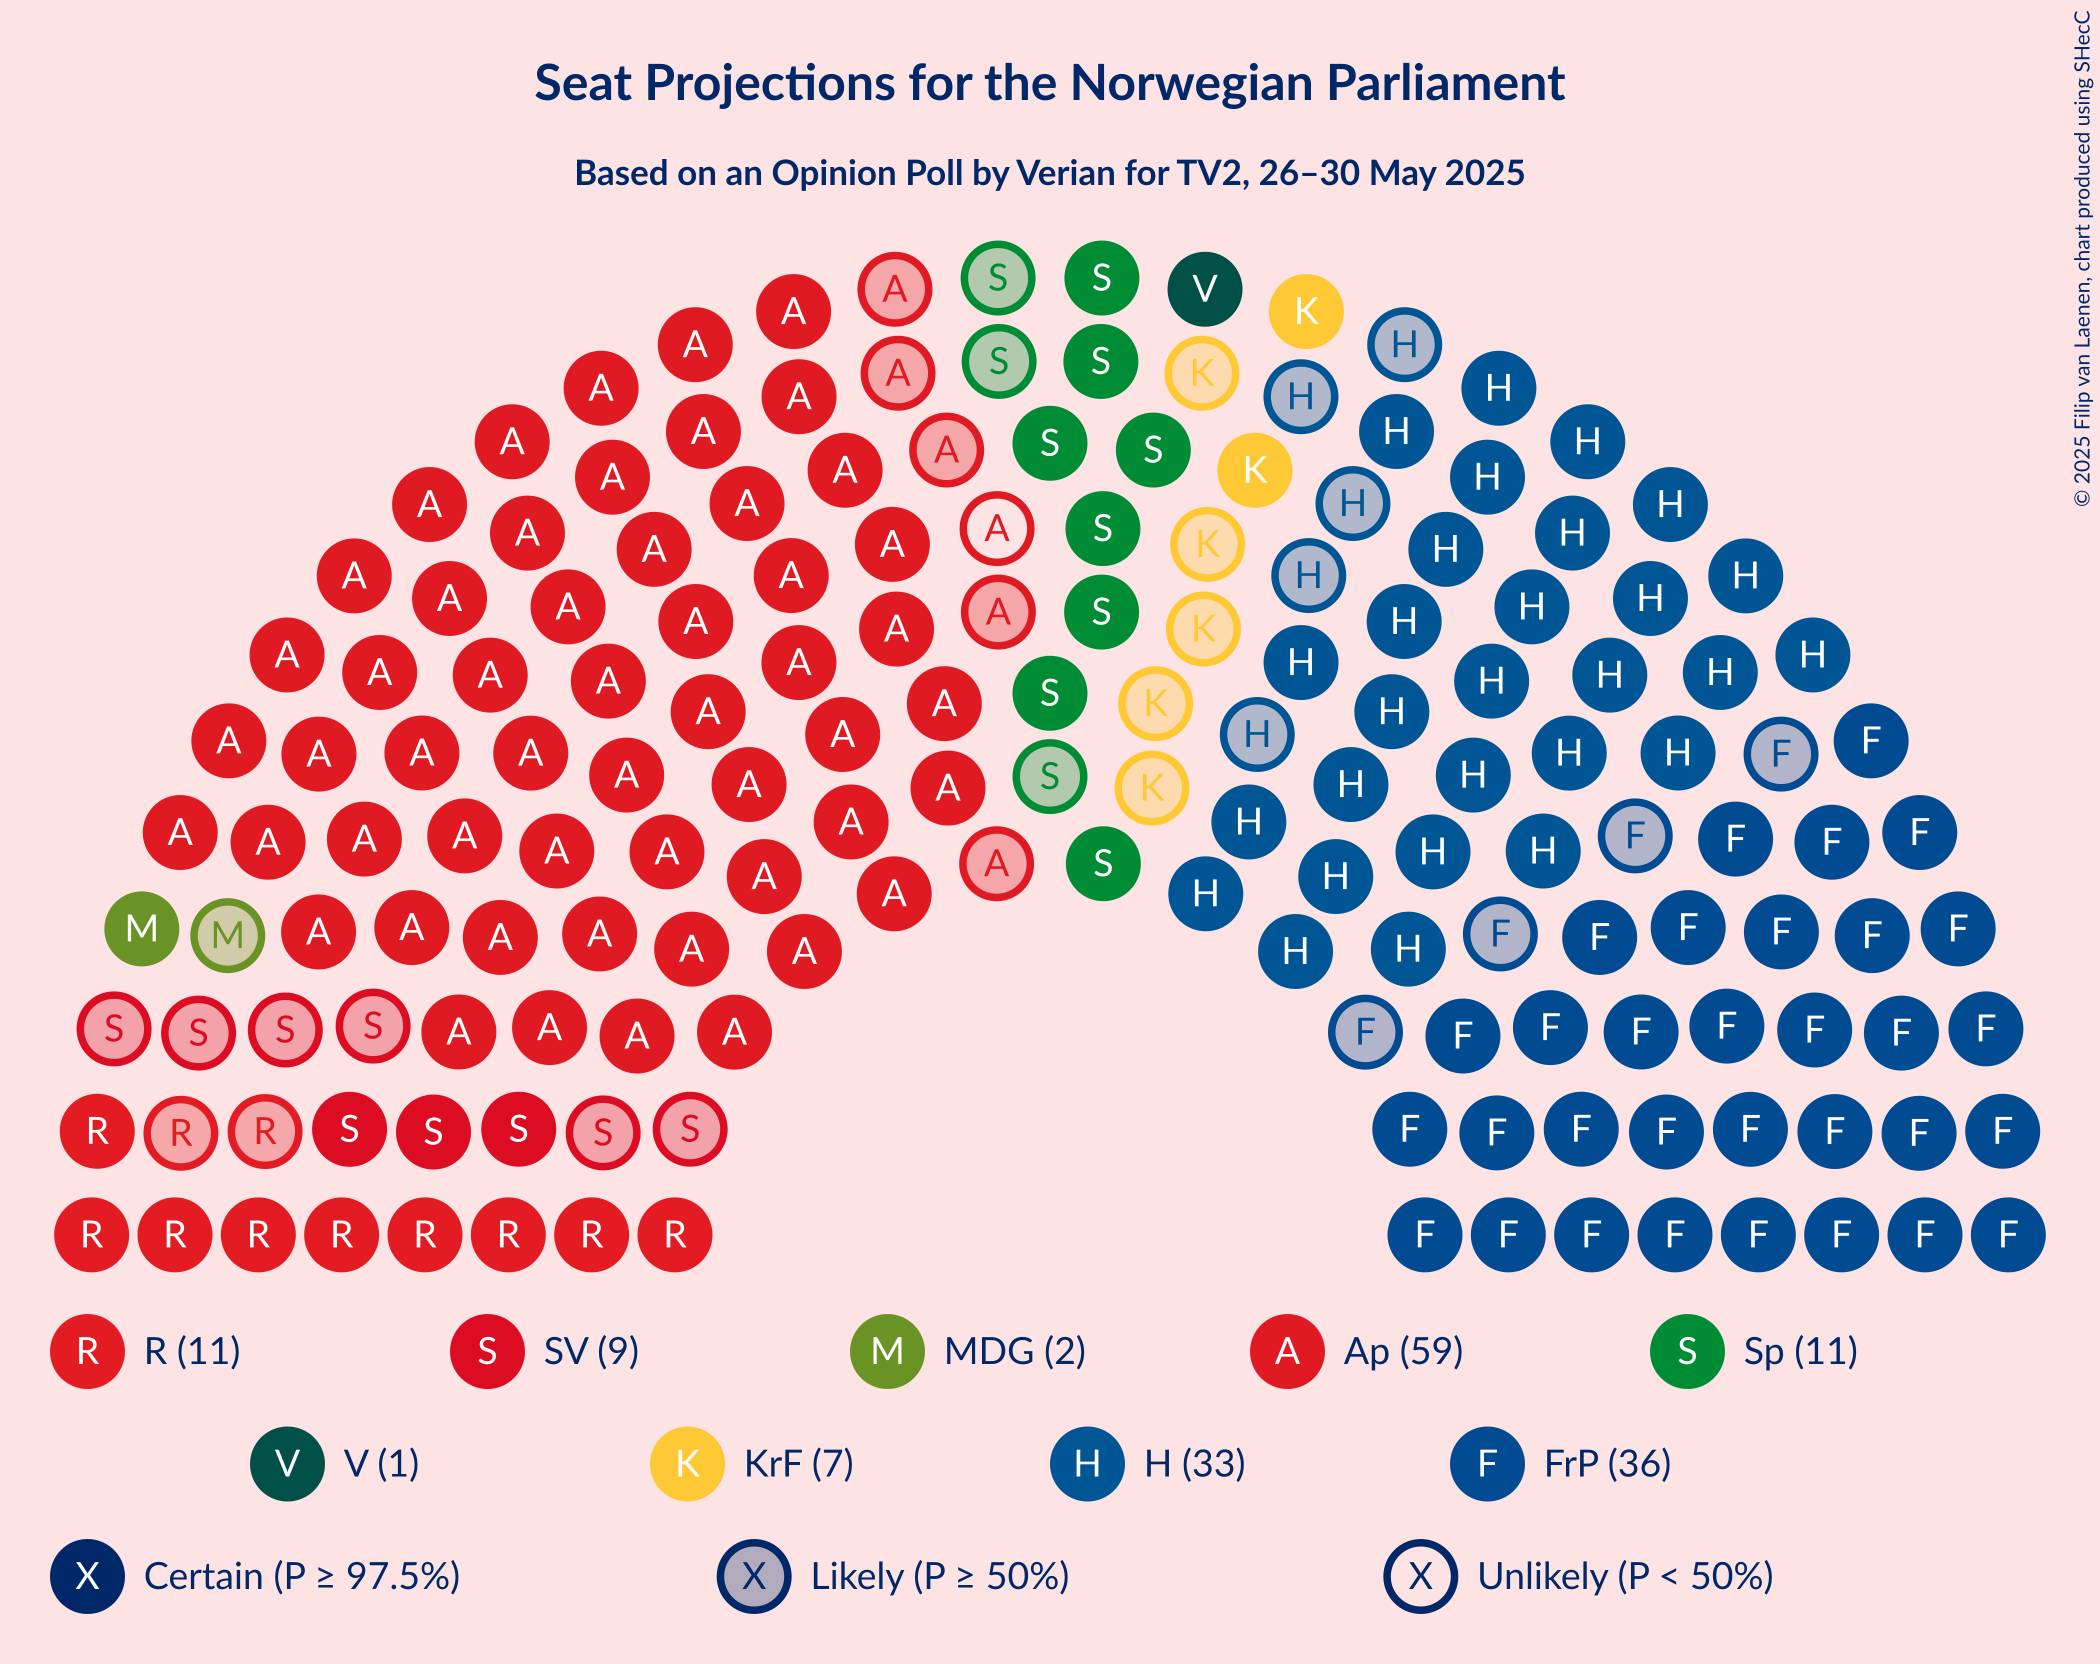 Seat Projections for the Norwegian Parliament
Based on an Opinion Poll by Verian for TV2, 26–30 May 2025
© 2025 Filip van Laenen, chart produced using SHecC
A S S V K H
A A H
A S S K H
A A H H
A A A S S K H H
A A A H H H
A A S K H H H
A A A A S K H H H H
A A A A A S K H H H H
A A A A A S K H H H H H F F
A A A A A A A S H H H H H F F F F
A A A A A A A A A S H H H H F F F F F F
M M A A A A A A H H F F F F F F
S S S S A A A A F F F F F F F F
R R R S S S S S F F F F F F F F
R R R R R R R R F F F F F F F F
R R (11) S SV (9) M MDG (2) A Ap (59) S Sp (11)
V V (1) K KrF (7) H H (33) F FrP (36)
X Certain (P ≥ 97.5%) X Likely (P ≥ 50%) X Unlikely (P < 50%)